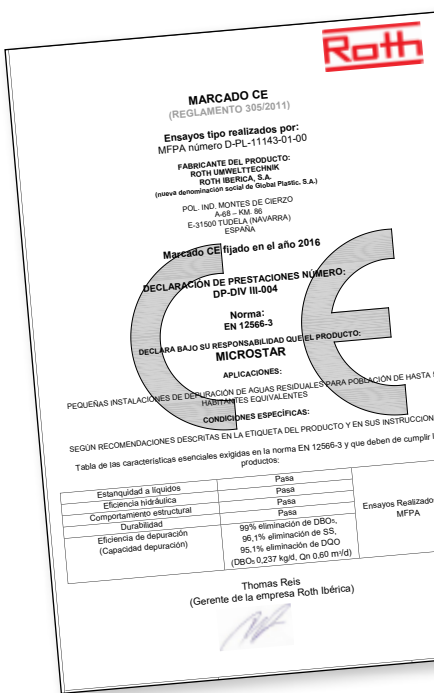 Roth
MARCADO CE
(REGLAMENTO 305/2011)
Ensayos tipo realizados por:
MFPA número D-PL-11143-01-00
FABRICANTE DEL PRODUCTO:
ROTH UMWELTTECHNIK
ROTH IBERICA, S.A.
(nueva denominación social de Global Plastic, S.A.)
POL. IND. MONTES DE CIERZO
A-68 – KM. 86
E-31500 TUDELA (NAVARRA)
ESPAÑA
Marcado CE fijado en el año 2016
DECLARACIÓN DE PRESTACIONES NÚMERO:
DP-DIV III-004
Norma:
EN 12566-3
DECLARA BAJO SU RESPONSABILIDAD QUE EL PRODUCTO:
MICROSTAR
APLICACIONES:
PEQUEÑAS INSTALACIONES DE DEPURACIÓN DE AGUAS RESIDUALES PARA POBLACIÓN DE HASTA
HABITANTES EQUIVALENTES
CONDICIONES ESPECÍFICAS:
SEGÚN RECOMENDACIONES DESCRITAS EN LA ETIQUETA DEL PRODUCTO Y EN SUS INSTRUCCION
Tabla de las características esenciales exigidas en la norma EN 12566-3 y que deben de cumplir l
productos:
Estanquidad a líquidos Pasa
Eficiencia hidráulica Pasa
Comportamiento estructural Pasa
Durabilidad Pasa
Eficiencia de depuración
(Capacidad depuración)
99% eliminación de DBO₅,
96,1% eliminación de SS,
95,1% eliminación de DQO
(DBO₅ 0,237 kg/d, Qn 0,60 m³/d)
Ensayos Realizados
MFPA
Thomas Reis
(Gerente de la empresa Roth Ibérica)